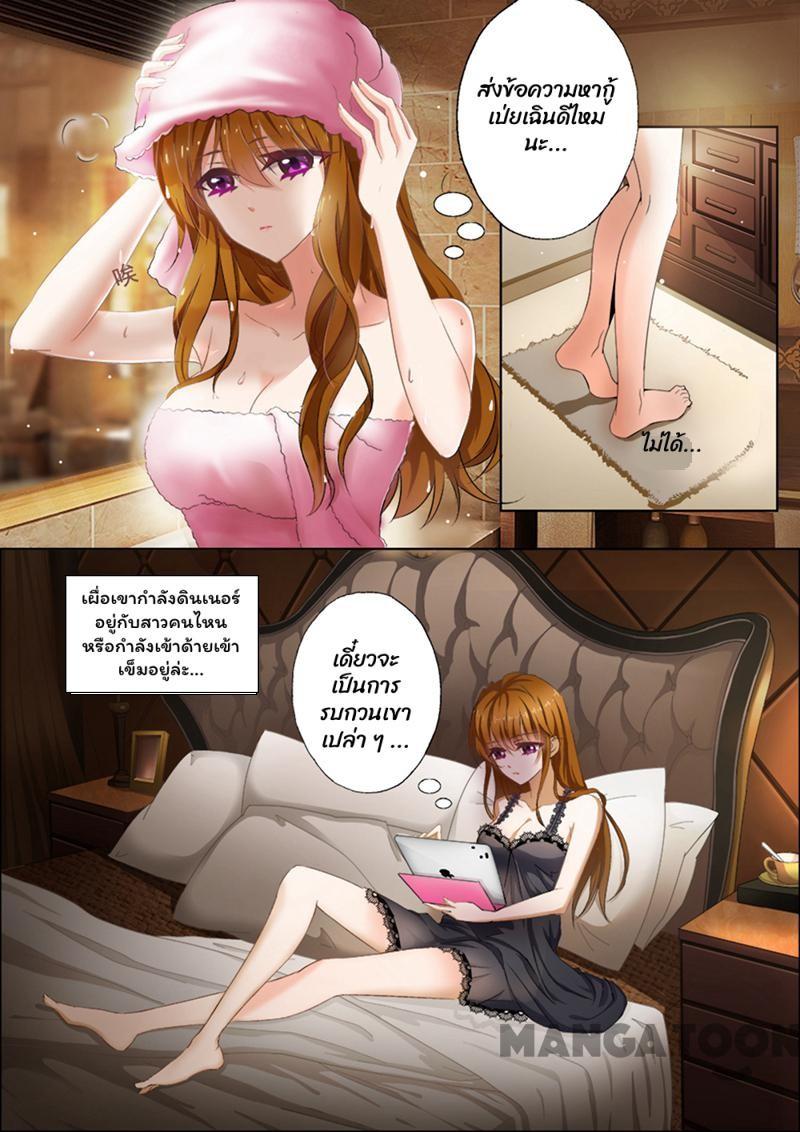 ส่งข้อความหากู้
เป่ยเฉินดีไหม
นะ...
唉
ไม่ได้...
เผื่อเขากำลังดินเนอร์
อยู่กับสาวคนไหน
หรือกำลังเข้าด้ายเข้า
เข็มอยู่ล่ะ...
เดี๋ยวจะ
เป็นการ
รบกวนเขา
เปล่า ๆ ...
MANGATOON